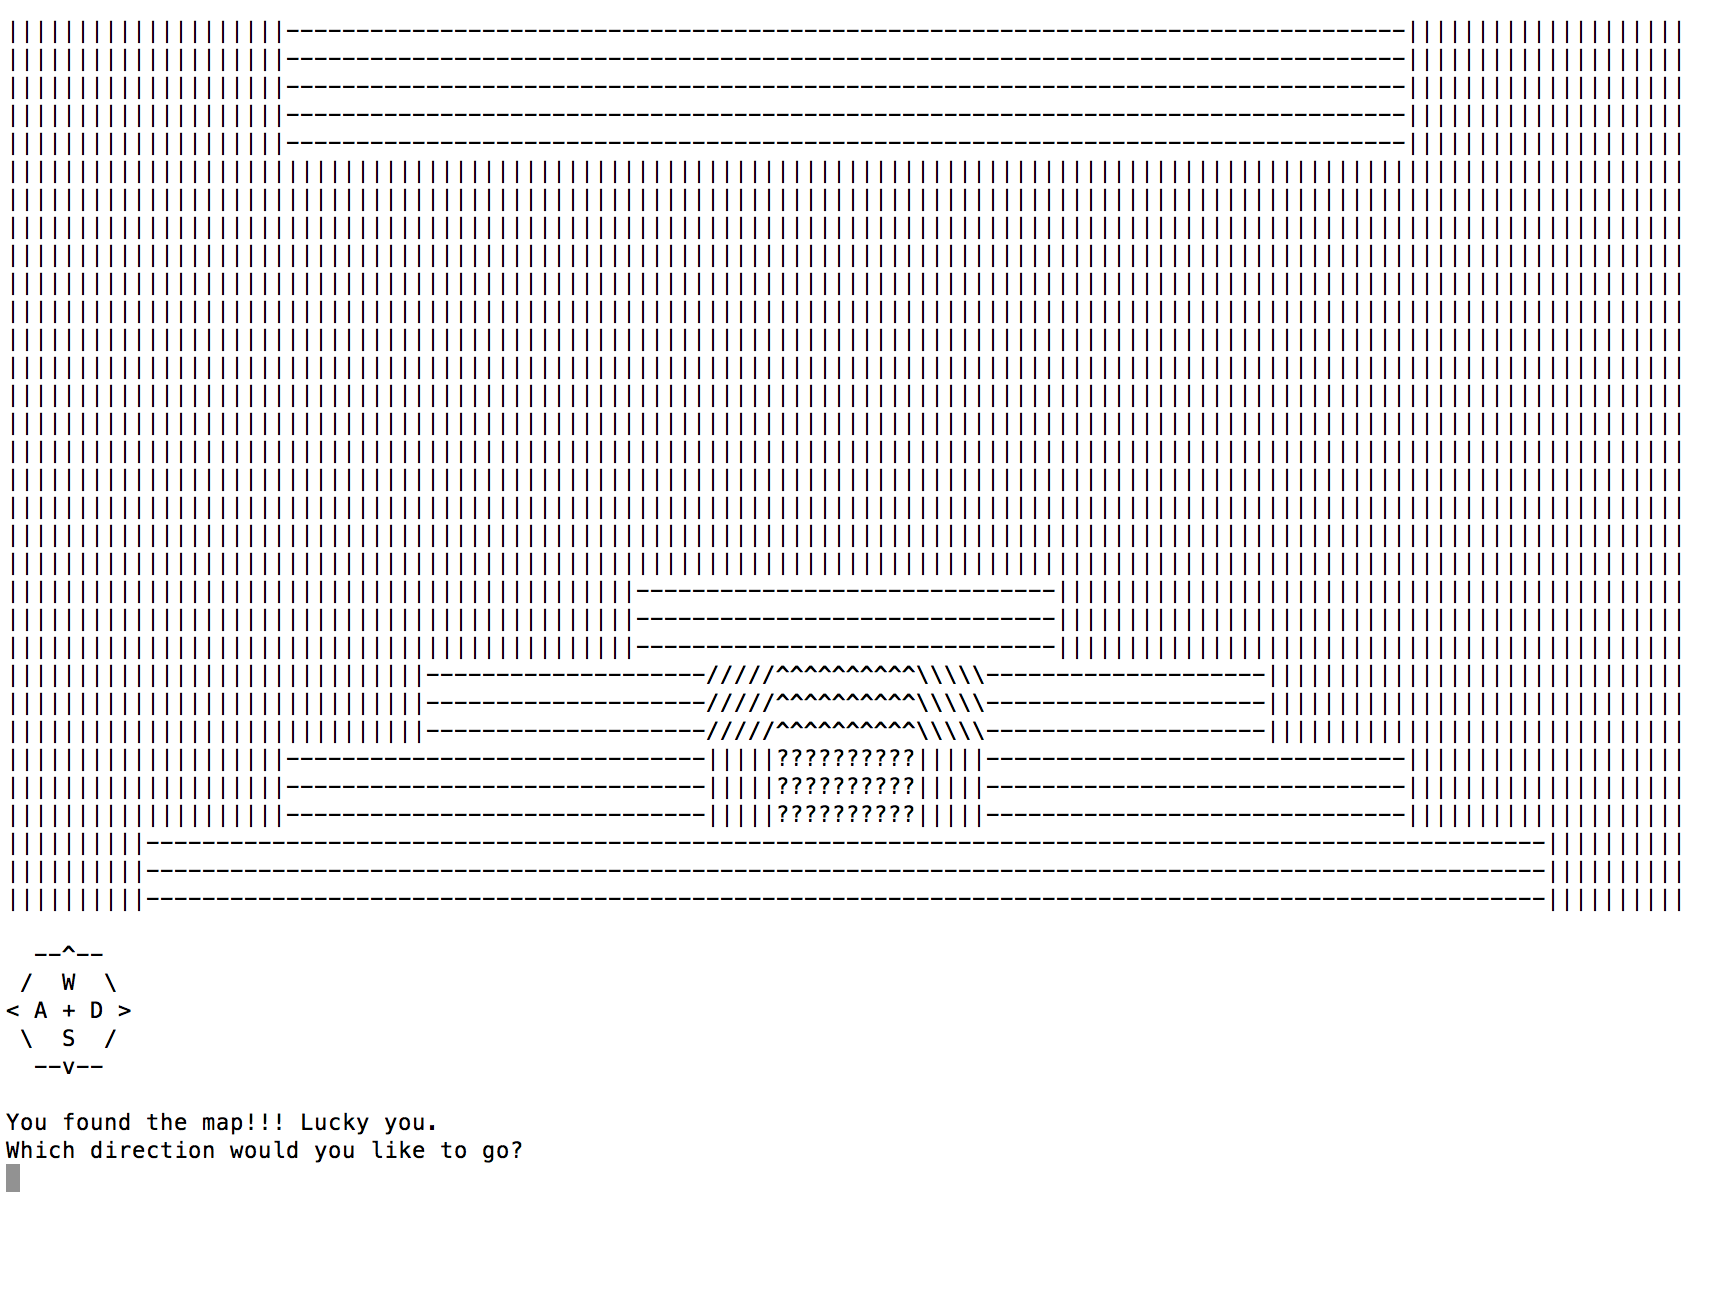 --^--
/ W \
< A + D >
\ S /
--v--
You found the map!!! Lucky you.
Which direction would you like to go?